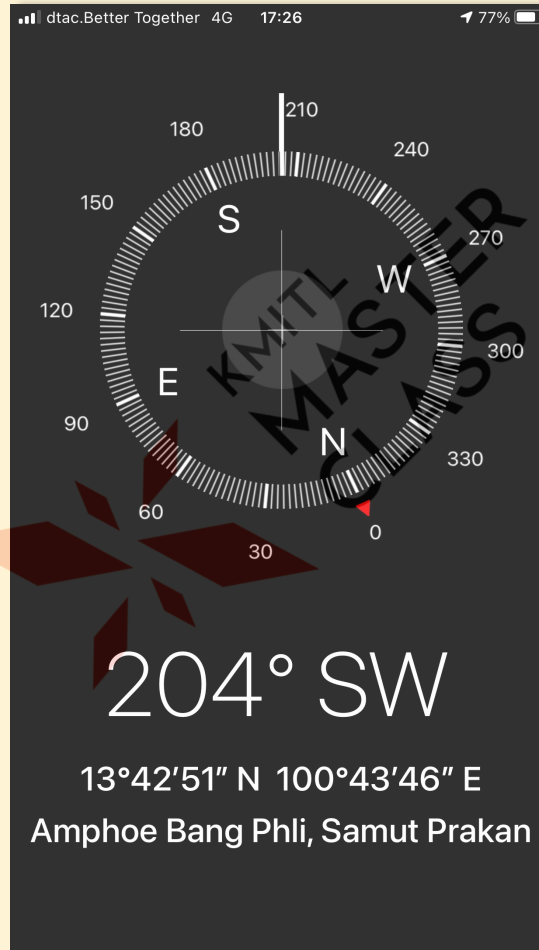 dtac.Better Together 4G 17:26 77%
210
180
240
150
S
270
W
120
300
E
90
N
330
60
0
30
KMITL
MASTER
CLASS
204° SW
13°42′51″ N 100°43′46″ E
Amphoe Bang Phli, Samut Prakan